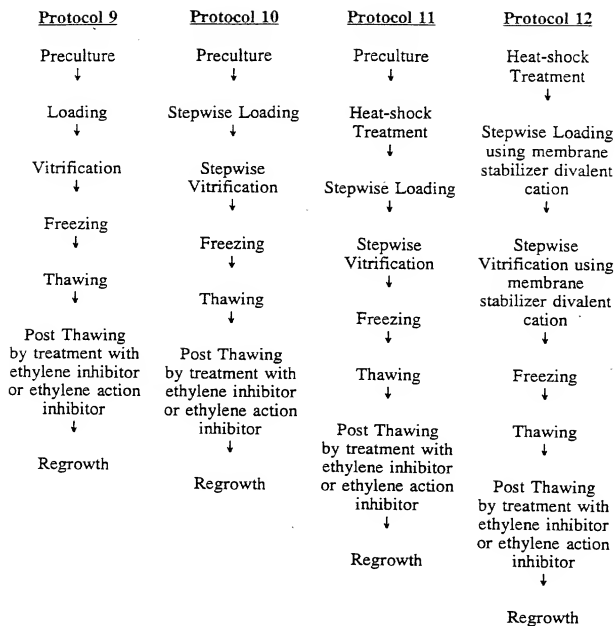 Protocol 9
Preculture
↓
Loading
↓
Vitrification
↓
Freezing
↓
Thawing
↓
Post Thawing
by treatment with
ethylene inhibitor
or ethylene action
inhibitor
↓
Regrowth
Protocol 10
Preculture
↓
Stepwise Loading
↓
Stepwise
Vitrification
↓
Freezing
↓
Thawing
↓
Post Thawing
by treatment with
ethylene inhibitor
or ethylene action
inhibitor
↓
Regrowth
Protocol 11
Preculture
↓
Heat-shock
Treatment
↓
Stepwise Loading
↓
Stepwise
Vitrification
↓
Freezing
↓
Thawing
↓
Post Thawing
by treatment with
ethylene inhibitor
or ethylene action
inhibitor
↓
Regrowth
Protocol 12
Heat-shock
Treatment
↓
Stepwise Loading
using membrane
stabilizer divalent
cation
↓
Stepwise
Vitrification using
membrane
stabilizer divalent
cation
↓
Freezing
↓
Thawing
↓
Post Thawing
by treatment with
ethylene inhibitor
or ethylene action
inhibitor
↓
Regrowth